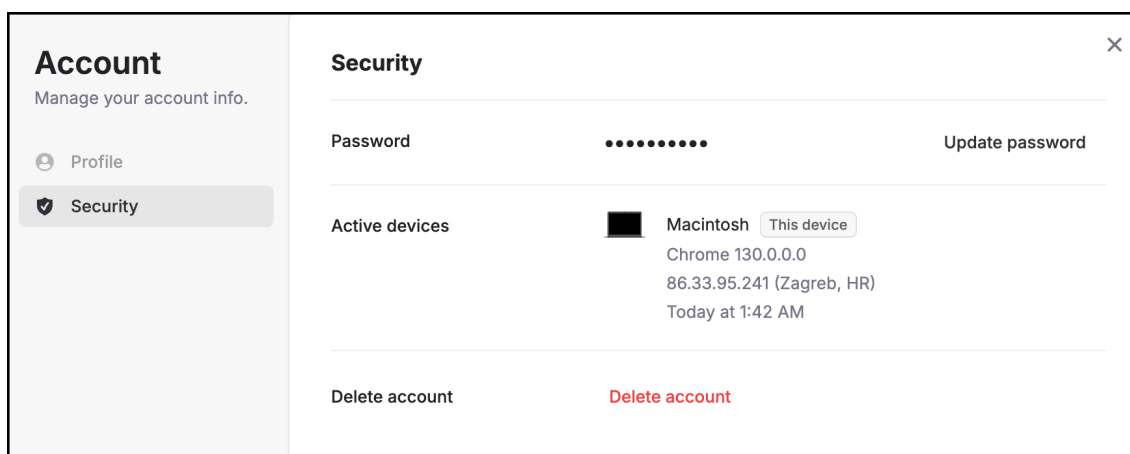 Account
Manage your account info.
Profile
Security
Security
Password
••••••••••
Update password
Active devices
Macintosh
This device
Chrome 130.0.0.0
86.33.95.241 (Zagreb, HR)
Today at 1:42 AM
Delete account
Delete account